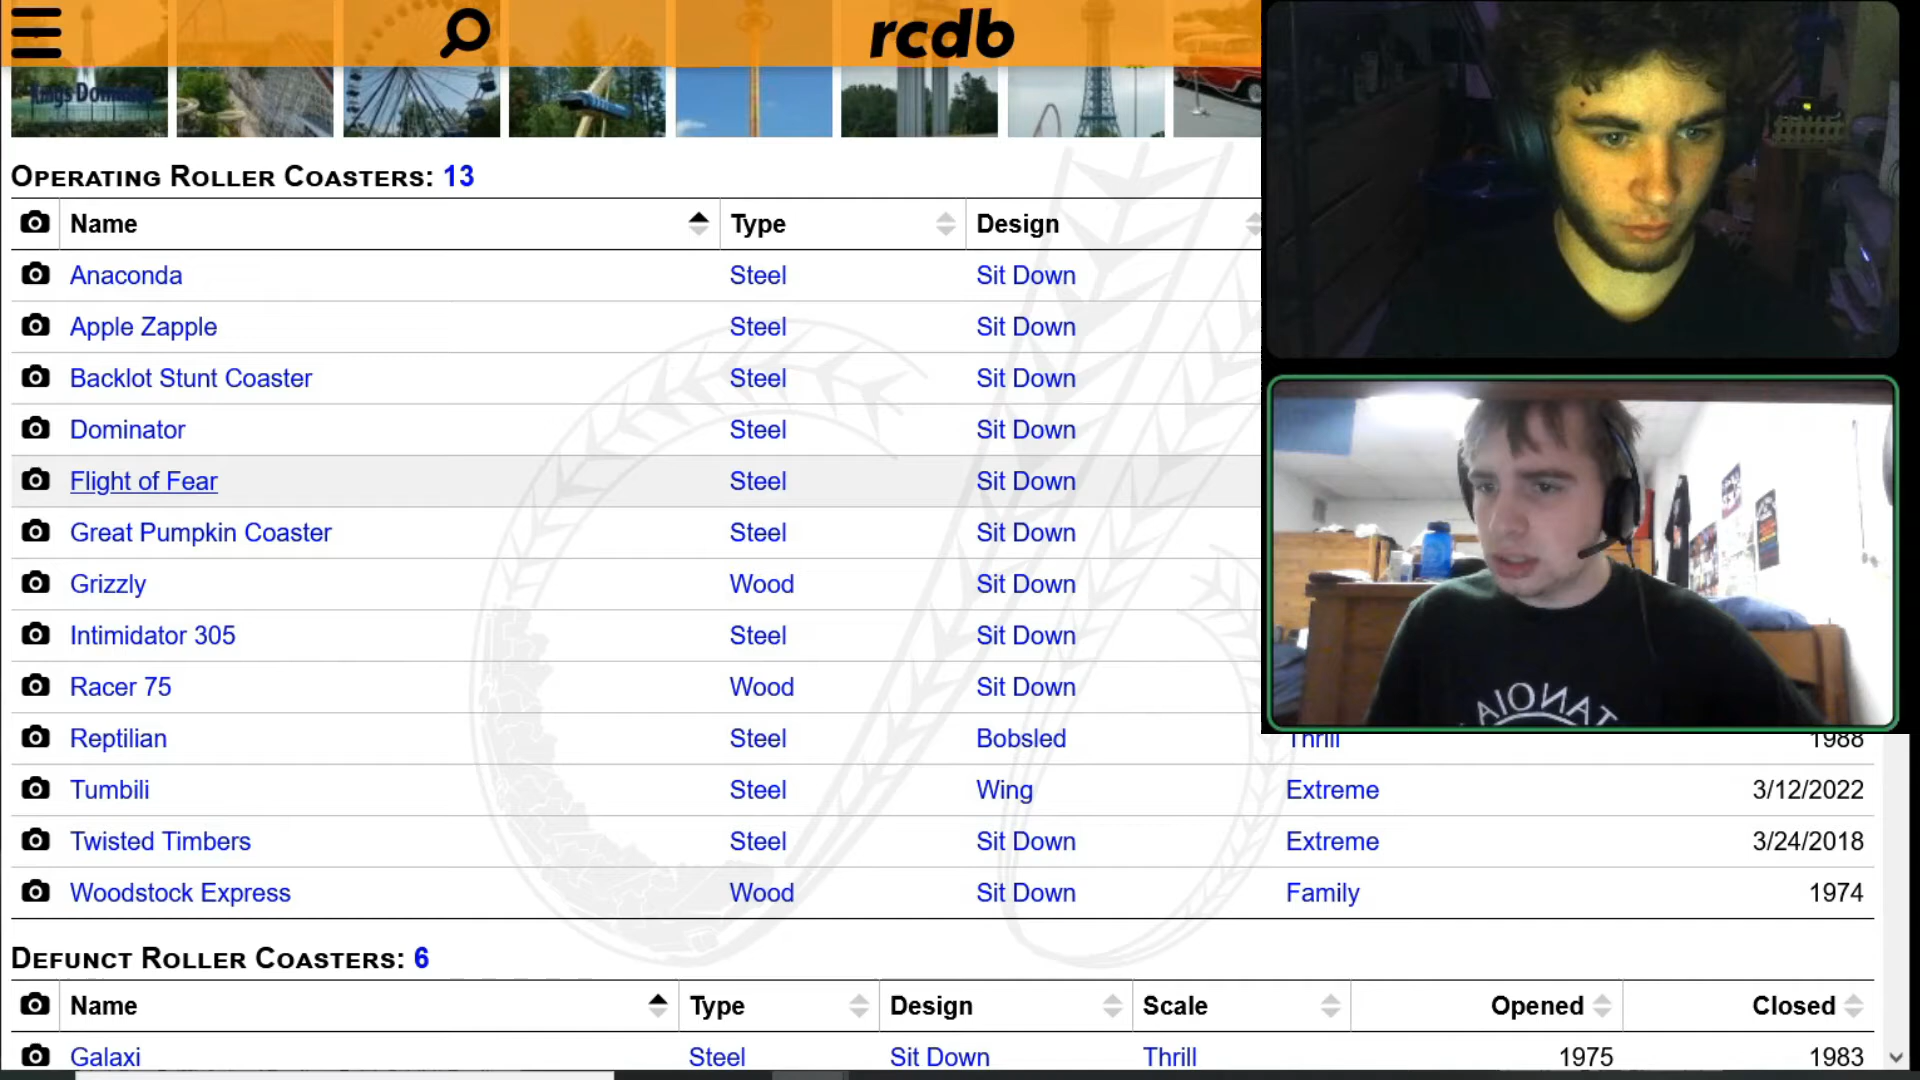 rcdb
Kings Dominion
OPERATING ROLLER COASTERS: 13
Name Type Design
Anaconda Steel Sit Down
Apple Zapple Steel Sit Down
Backlot Stunt Coaster Steel Sit Down
Dominator Steel Sit Down
Flight of Fear Steel Sit Down
Great Pumpkin Coaster Steel Sit Down
Grizzly Wood Sit Down
Intimidator 305 Steel Sit Down
Racer 75 Wood Sit Down
Reptilian Steel Bobsled Thrill 1988
Tumbili Steel Wing Extreme 3/12/2022
Twisted Timbers Steel Sit Down Extreme 3/24/2018
Woodstock Express Wood Sit Down Family 1974
DEFUNCT ROLLER COASTERS: 6
Name Type Design Scale Opened Closed
Galaxi Steel Sit Down Thrill 1975 1983